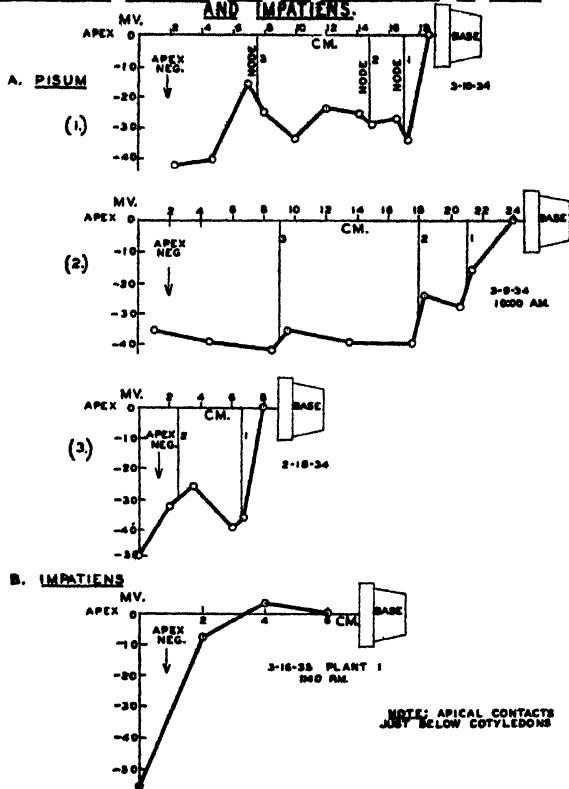 AND IMPATIENS.
MV.
APEX 0 2 4 6 8 10 12 14 16 18 BASE
CM.
A. PISUM
APEX NEG.
NODE 3
NODE 2
NODE 1
3-10-34
(1.)
-10
-20
-30
-40
MV.
APEX 0 2 4 6 8 10 12 14 16 18 20 22 24 BASE
CM.
APEX NEG
3
2
1
(2.)
3-9-34
10:00 AM.
-10
-20
-30
-40
MV.
APEX 0 2 4 6 8 BASE
CM.
(3.)
APEX NEG.
2
1
2-18-34
-10
-20
-30
-40
-50
B. IMPATIENS
MV.
APEX 0 2 4 6 CM. BASE
APEX NEG.
3-16-35 PLANT 1
-10
-20
-30
-40
-50
NOTE: APICAL CONTACTS
JUST BELOW COTYLEDONS